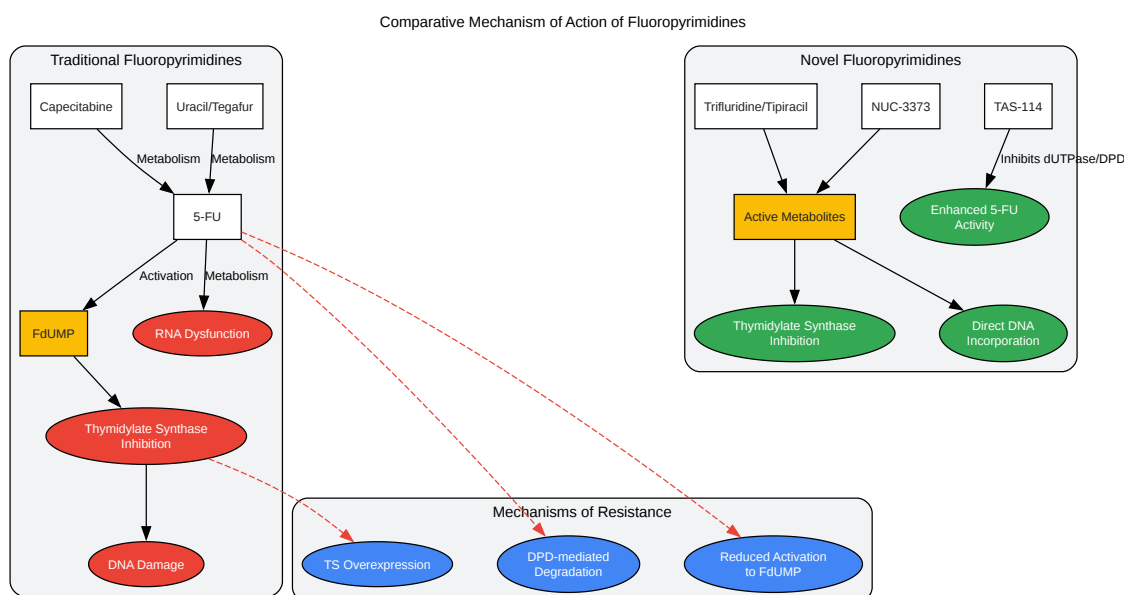 Comparative Mechanism of Action of Fluoropyrimidines
Traditional Fluoropyrimidines
Capecitabine
Uracil/Tegafur
Metabolism
Metabolism
5-FU
Activation
Metabolism
FdUMP
RNA Dysfunction
Thymidylate Synthase
Inhibition
DNA Damage
Novel Fluoropyrimidines
Trifluridine/Tipiracil
NUC-3373
TAS-114
Inhibits dUTPase/DPD
Active Metabolites
Enhanced 5-FU
Activity
Thymidylate Synthase
Inhibition
Direct DNA
Incorporation
Mechanisms of Resistance
TS Overexpression
DPD-mediated
Degradation
Reduced Activation
to FdUMP